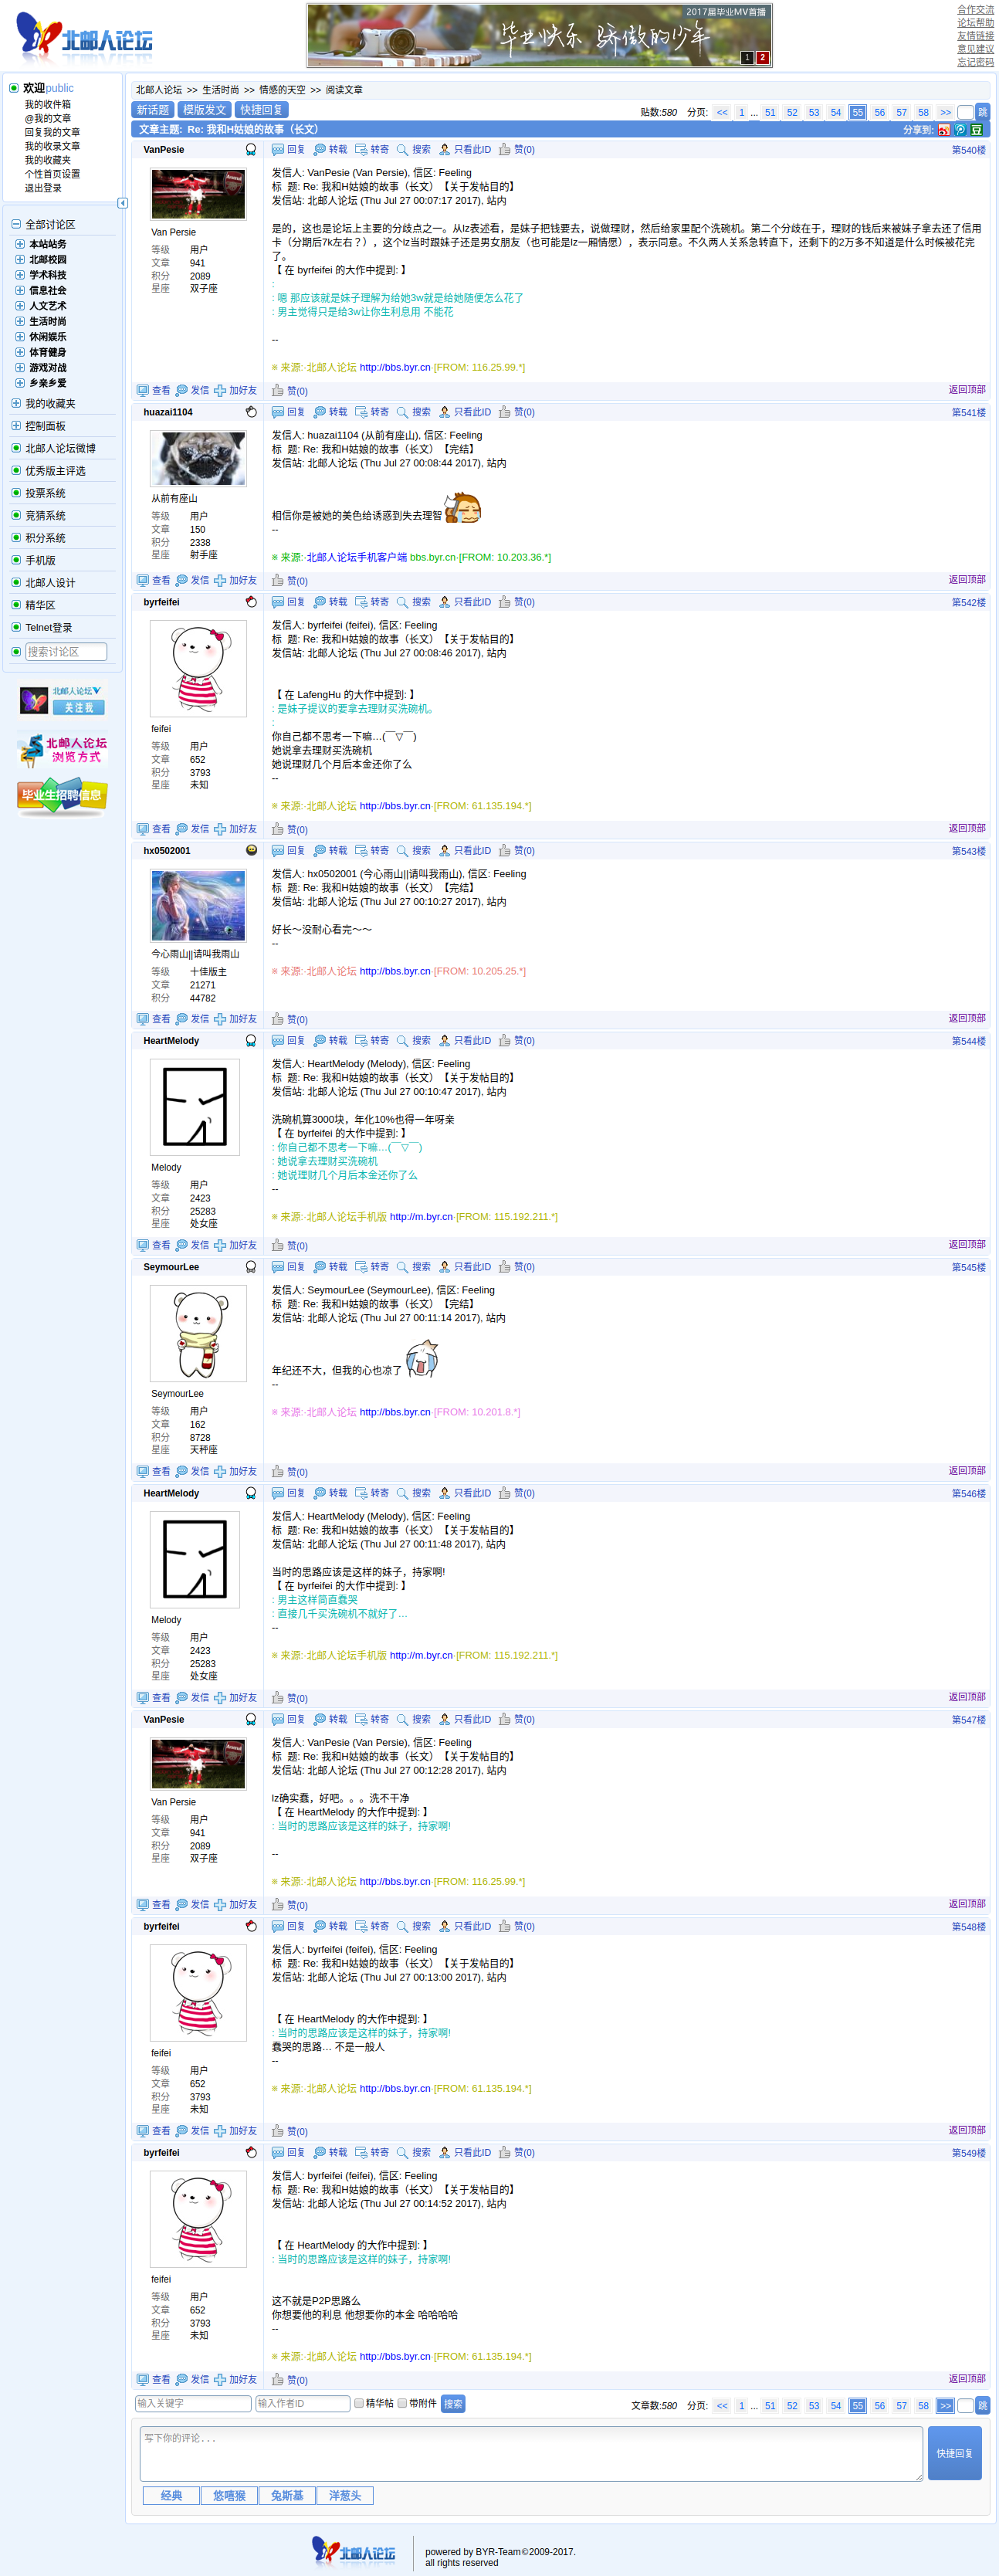 北邮人论坛
2017届毕业MV首播
毕业快乐 骄傲的少年
1 2
合作交流
论坛帮助
友情链接
意见建议
忘记密码
欢迎public
我的收件箱
@我的文章
回复我的文章
我的收录文章
我的收藏夹
个性首页设置
退出登录
全部讨论区
本站站务
北邮校园
学术科技
信息社会
人文艺术
生活时尚
休闲娱乐
体育健身
游戏对战
乡亲乡爱
我的收藏夹
控制面板
北邮人论坛微博
优秀版主评选
投票系统
竞猜系统
积分系统
手机版
北邮人设计
精华区
Telnet登录
搜索讨论区
北邮人论坛
关注我
北邮人论坛
浏览方式
毕业生招聘信息
北邮人论坛 >> 生活时尚 >> 情感的天空 >> 阅读文章
新话题 模版发文 快捷回复
贴数:580 分页: << 1 ... 51 52 53 54 55 56 57 58 >> 跳
文章主题: Re: 我和H姑娘的故事（长文）
分享到:
VanPesie
回复 转载 转寄 搜索 只看此ID 赞(0) 第540楼
Van Persie
等级 用户
文章 941
积分 2089
星座 双子座
发信人: VanPesie (Van Persie), 信区: Feeling
标 题: Re: 我和H姑娘的故事（长文）【关于发帖目的】
发信站: 北邮人论坛 (Thu Jul 27 00:07:17 2017), 站内
是的，这也是论坛上主要的分歧点之一。从lz表述看，是妹子把钱要去，说做理财，然后给家里配个洗碗机。第二个分歧在于，理财的钱后来被妹子拿去还了信用
卡（分期后7k左右？），这个lz当时跟妹子还是男女朋友（也可能是lz一厢情愿），表示同意。不久两人关系急转直下，还剩下的2万多不知道是什么时候被花完
了。
【 在 byrfeifei 的大作中提到: 】
:
: 嗯 那应该就是妹子理解为给她3w就是给她随便怎么花了
: 男主觉得只是给3w让你生利息用 不能花
--
※ 来源:·北邮人论坛 http://bbs.byr.cn·[FROM: 116.25.99.*]
查看 发信 加好友 赞(0) 返回顶部
huazai1104
回复 转载 转寄 搜索 只看此ID 赞(0) 第541楼
从前有座山
等级 用户
文章 150
积分 2338
星座 射手座
发信人: huazai1104 (从前有座山), 信区: Feeling
标 题: Re: 我和H姑娘的故事（长文）【完结】
发信站: 北邮人论坛 (Thu Jul 27 00:08:44 2017), 站内
相信你是被她的美色给诱惑到失去理智
--
※ 来源:·北邮人论坛手机客户端 bbs.byr.cn·[FROM: 10.203.36.*]
查看 发信 加好友 赞(0) 返回顶部
byrfeifei
回复 转载 转寄 搜索 只看此ID 赞(0) 第542楼
feifei
等级 用户
文章 652
积分 3793
星座 未知
发信人: byrfeifei (feifei), 信区: Feeling
标 题: Re: 我和H姑娘的故事（长文）【关于发帖目的】
发信站: 北邮人论坛 (Thu Jul 27 00:08:46 2017), 站内
【 在 LafengHu 的大作中提到: 】
: 是妹子提议的要拿去理财买洗碗机。
:
你自己都不思考一下嘛…(￣▽￣)
她说拿去理财买洗碗机
她说理财几个月后本金还你了么
--
※ 来源:·北邮人论坛 http://bbs.byr.cn·[FROM: 61.135.194.*]
查看 发信 加好友 赞(0) 返回顶部
hx0502001
回复 转载 转寄 搜索 只看此ID 赞(0) 第543楼
今心雨山||请叫我雨山
等级 十佳版主
文章 21271
积分 44782
发信人: hx0502001 (今心雨山||请叫我雨山), 信区: Feeling
标 题: Re: 我和H姑娘的故事（长文）【完结】
发信站: 北邮人论坛 (Thu Jul 27 00:10:27 2017), 站内
好长～没耐心看完～～
--
※ 来源:·北邮人论坛 http://bbs.byr.cn·[FROM: 10.205.25.*]
查看 发信 加好友 赞(0) 返回顶部
HeartMelody
回复 转载 转寄 搜索 只看此ID 赞(0) 第544楼
Melody
等级 用户
文章 2423
积分 25283
星座 处女座
发信人: HeartMelody (Melody), 信区: Feeling
标 题: Re: 我和H姑娘的故事（长文）【关于发帖目的】
发信站: 北邮人论坛 (Thu Jul 27 00:10:47 2017), 站内
洗碗机算3000块，年化10%也得一年呀亲
【 在 byrfeifei 的大作中提到: 】
: 你自己都不思考一下嘛…(￣▽￣)
: 她说拿去理财买洗碗机
: 她说理财几个月后本金还你了么
--
※ 来源:·北邮人论坛手机版 http://m.byr.cn·[FROM: 115.192.211.*]
查看 发信 加好友 赞(0) 返回顶部
SeymourLee
回复 转载 转寄 搜索 只看此ID 赞(0) 第545楼
SeymourLee
等级 用户
文章 162
积分 8728
星座 天秤座
发信人: SeymourLee (SeymourLee), 信区: Feeling
标 题: Re: 我和H姑娘的故事（长文）【完结】
发信站: 北邮人论坛 (Thu Jul 27 00:11:14 2017), 站内
年纪还不大，但我的心也凉了
--
※ 来源:·北邮人论坛 http://bbs.byr.cn·[FROM: 10.201.8.*]
查看 发信 加好友 赞(0) 返回顶部
HeartMelody
回复 转载 转寄 搜索 只看此ID 赞(0) 第546楼
Melody
等级 用户
文章 2423
积分 25283
星座 处女座
发信人: HeartMelody (Melody), 信区: Feeling
标 题: Re: 我和H姑娘的故事（长文）【关于发帖目的】
发信站: 北邮人论坛 (Thu Jul 27 00:11:48 2017), 站内
当时的思路应该是这样的妹子，持家啊!
【 在 byrfeifei 的大作中提到: 】
: 男主这样简直蠢哭
: 直接几千买洗碗机不就好了…
--
※ 来源:·北邮人论坛手机版 http://m.byr.cn·[FROM: 115.192.211.*]
查看 发信 加好友 赞(0) 返回顶部
VanPesie
回复 转载 转寄 搜索 只看此ID 赞(0) 第547楼
Van Persie
等级 用户
文章 941
积分 2089
星座 双子座
发信人: VanPesie (Van Persie), 信区: Feeling
标 题: Re: 我和H姑娘的故事（长文）【关于发帖目的】
发信站: 北邮人论坛 (Thu Jul 27 00:12:28 2017), 站内
lz确实蠢，好吧。。。洗不干净
【 在 HeartMelody 的大作中提到: 】
: 当时的思路应该是这样的妹子，持家啊!
--
※ 来源:·北邮人论坛 http://bbs.byr.cn·[FROM: 116.25.99.*]
查看 发信 加好友 赞(0) 返回顶部
byrfeifei
回复 转载 转寄 搜索 只看此ID 赞(0) 第548楼
feifei
等级 用户
文章 652
积分 3793
星座 未知
发信人: byrfeifei (feifei), 信区: Feeling
标 题: Re: 我和H姑娘的故事（长文）【关于发帖目的】
发信站: 北邮人论坛 (Thu Jul 27 00:13:00 2017), 站内
【 在 HeartMelody 的大作中提到: 】
: 当时的思路应该是这样的妹子，持家啊!
蠢哭的思路… 不是一般人
--
※ 来源:·北邮人论坛 http://bbs.byr.cn·[FROM: 61.135.194.*]
查看 发信 加好友 赞(0) 返回顶部
byrfeifei
回复 转载 转寄 搜索 只看此ID 赞(0) 第549楼
feifei
等级 用户
文章 652
积分 3793
星座 未知
发信人: byrfeifei (feifei), 信区: Feeling
标 题: Re: 我和H姑娘的故事（长文）【关于发帖目的】
发信站: 北邮人论坛 (Thu Jul 27 00:14:52 2017), 站内
【 在 HeartMelody 的大作中提到: 】
: 当时的思路应该是这样的妹子，持家啊!
这不就是P2P思路么
你想要他的利息 他想要你的本金 哈哈哈哈
--
※ 来源:·北邮人论坛 http://bbs.byr.cn·[FROM: 61.135.194.*]
查看 发信 加好友 赞(0) 返回顶部
输入关键字 输入作者ID 精华帖 带附件 搜索
文章数:580 分页: << 1 ... 51 52 53 54 55 56 57 58 >> 跳
写下你的评论...
快捷回复
经典 悠嘻猴 兔斯基 洋葱头
北邮人论坛
powered by BYR-Team©2009-2017.
all rights reserved